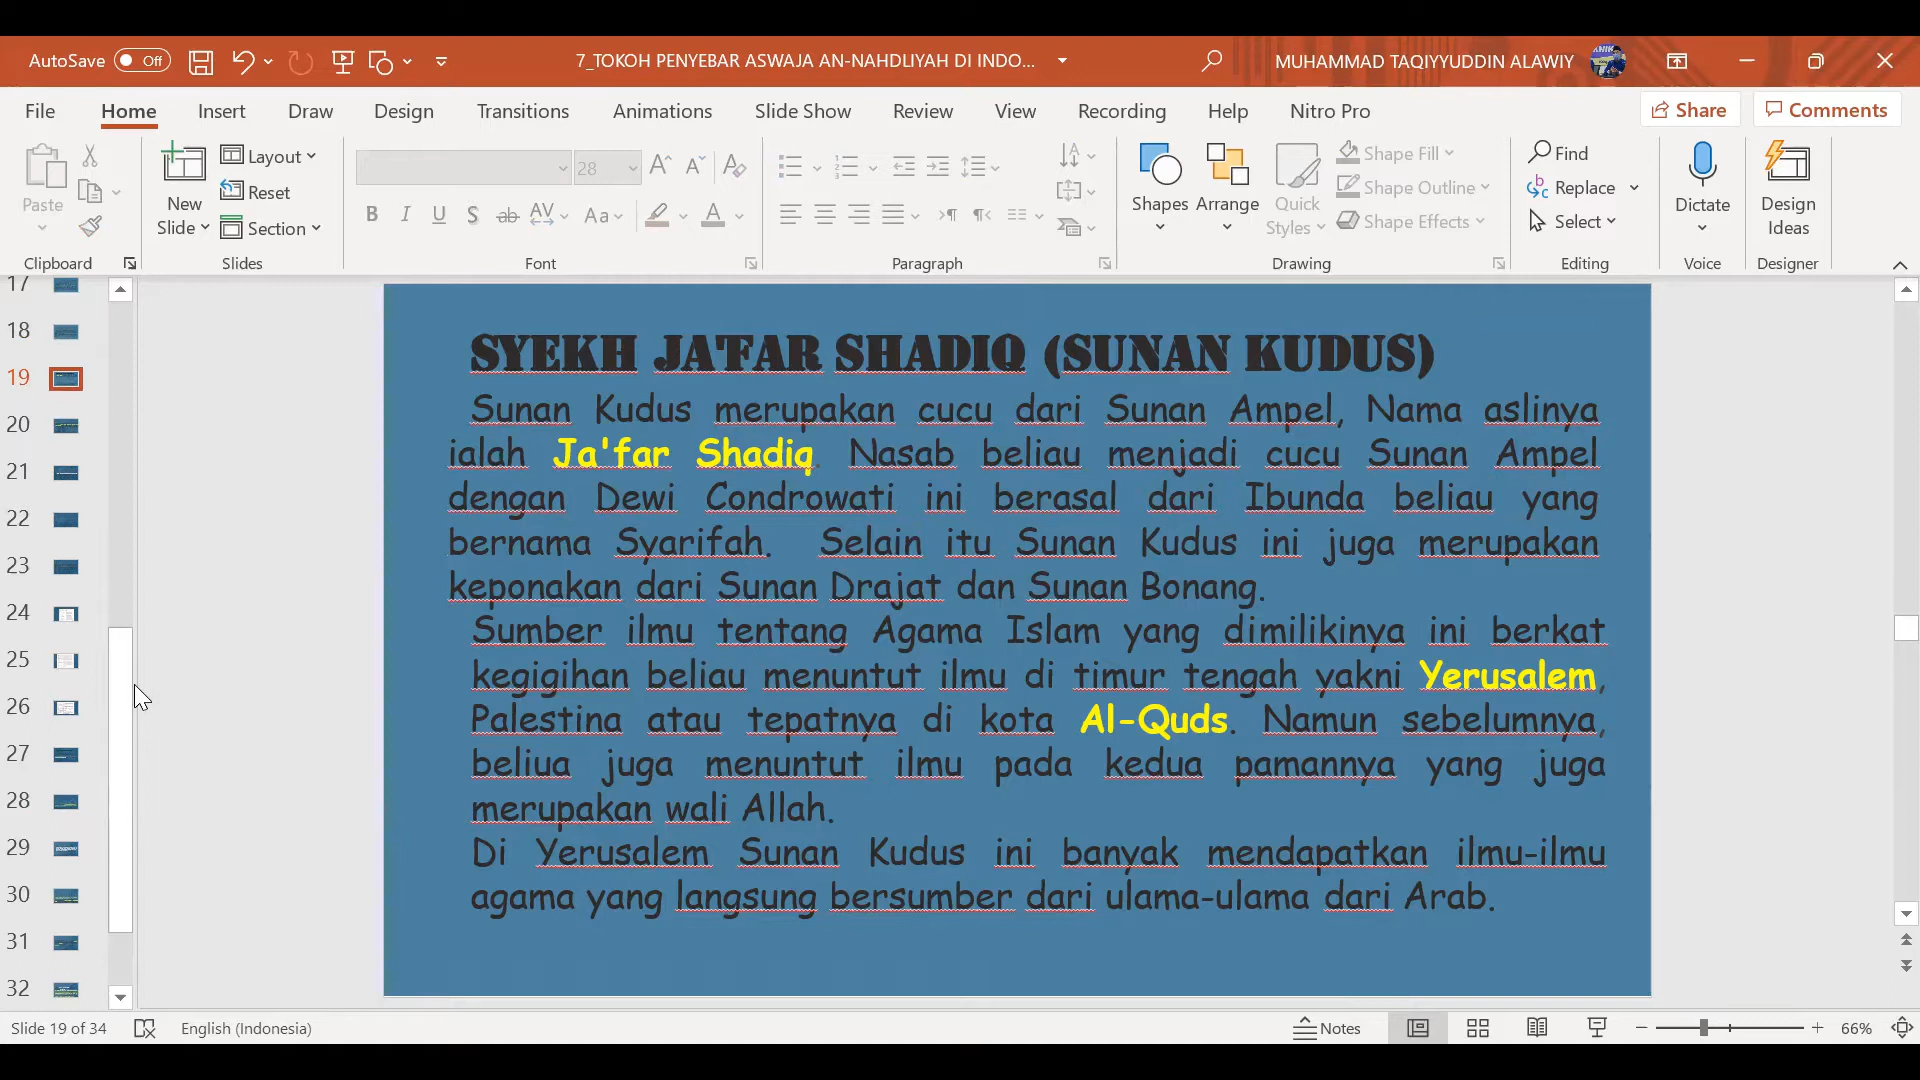 AutoSave Off 7_TOKOH PENYEBAR ASWAJA AN-NAHDLIYAH DI INDO... MUHAMMAD TAQIYYUDDIN ALAWIY
File Home Insert Draw Design Transitions Animations Slide Show Review View Recording Help Nitro Pro Share Comments
Paste
New Slide
Layout
Reset
Section
28
B I U S ab AV Aa A
Shapes Arrange Quick Styles
Shape Fill
Shape Outline
Shape Effects
Find
Replace
Select
Dictate
Design Ideas
Clipboard Slides Font Paragraph Drawing Editing Voice Designer
17
18
19
20
21
22
23
24
25
26
27
28
29
30
31
32
SYEKH JA'FAR SHADIQ (SUNAN KUDUS)
Sunan Kudus merupakan cucu dari Sunan Ampel, Nama aslinya
ialah Ja'far Shadiq. Nasab beliau menjadi cucu Sunan Ampel
dengan Dewi Condrowati ini berasal dari Ibunda beliau yang
bernama Syarifah. Selain itu Sunan Kudus ini juga merupakan
keponakan dari Sunan Drajat dan Sunan Bonang.
Sumber ilmu tentang Agama Islam yang dimilikinya ini berkat
kegigihan beliau menuntut ilmu di timur tengah yakni Yerusalem,
Palestina atau tepatnya di kota Al-Quds. Namun sebelumnya,
beliua juga menuntut ilmu pada kedua pamannya yang juga
merupakan wali Allah.
Di Yerusalem Sunan Kudus ini banyak mendapatkan ilmu-ilmu
agama yang langsung bersumber dari ulama-ulama dari Arab.
Slide 19 of 34 English (Indonesia) Notes 66%